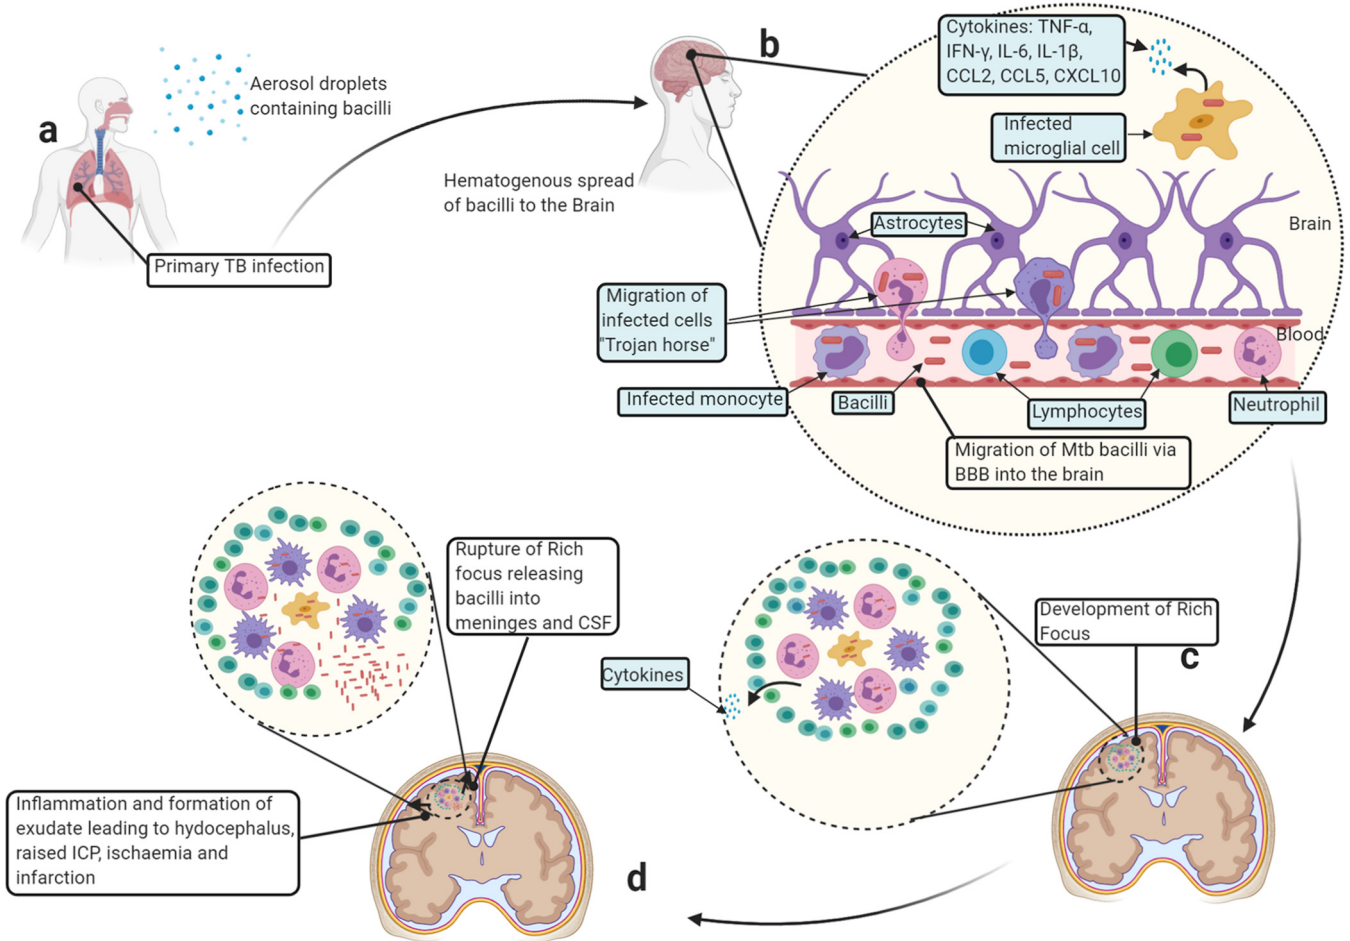 a
Aerosol droplets
containing bacilli
Primary TB infection
Hematogenous spread
of bacilli to the Brain
b
Cytokines: TNF-α,
IFN-γ, IL-6, IL-1β,
CCL2, CCL5, CXCL10
Infected
microglial cell
Astrocytes
Brain
Migration of
infected cells
"Trojan horse"
Blood
Infected monocyte
Bacilli
Lymphocytes
Neutrophil
Migration of Mtb bacilli via
BBB into the brain
Development of Rich
Focus
c
Cytokines
Rupture of Rich
focus releasing
bacilli into
meninges and CSF
Inflammation and formation of
exudate leading to hydocephalus,
raised ICP, ischaemia and
infarction
d